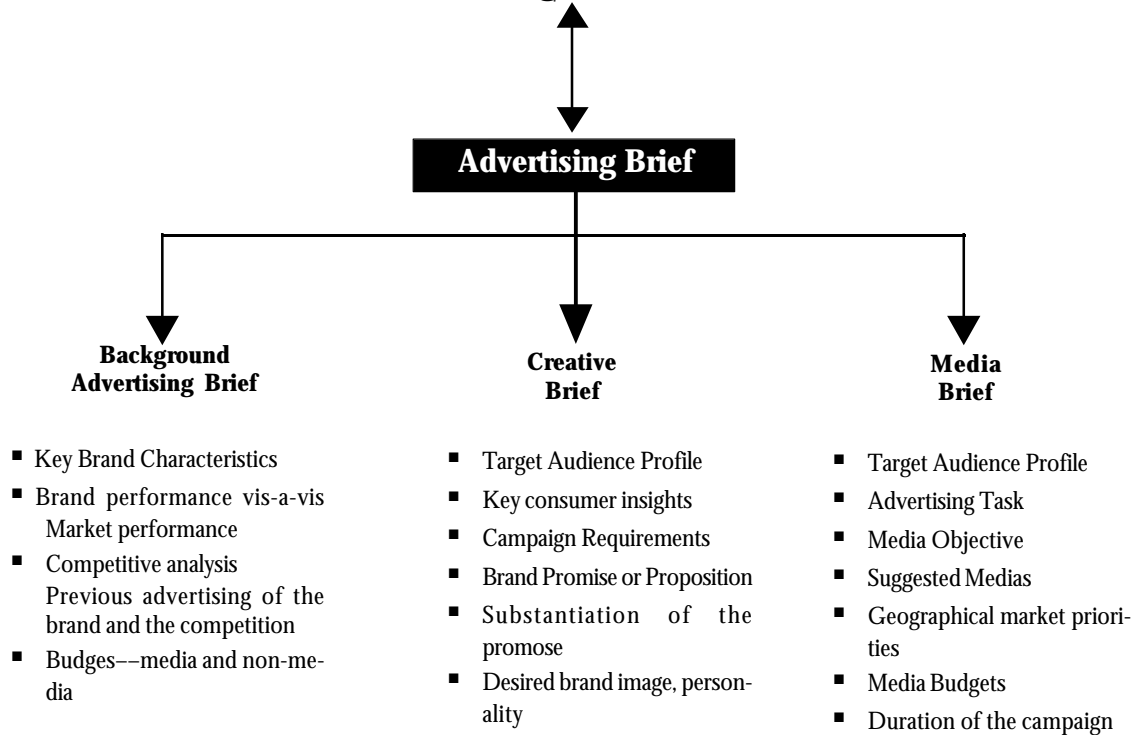 Advertising Brief
Background
Advertising Brief
■ Key Brand Characteristics
■ Brand performance vis-a-vis
Market performance
■ Competitive analysis
Previous advertising of the
brand and the competition
■ Budges––media and non-me-
dia
Creative
Brief
■ Target Audience Profile
■ Key consumer insights
■ Campaign Requirements
■ Brand Promise or Proposition
■ Substantiation of the
promose
■ Desired brand image, person-
ality
Media
Brief
■ Target Audience Profile
■ Advertising Task
■ Media Objective
■ Suggested Medias
■ Geographical market priori-
ties
■ Media Budgets
■ Duration of the campaign